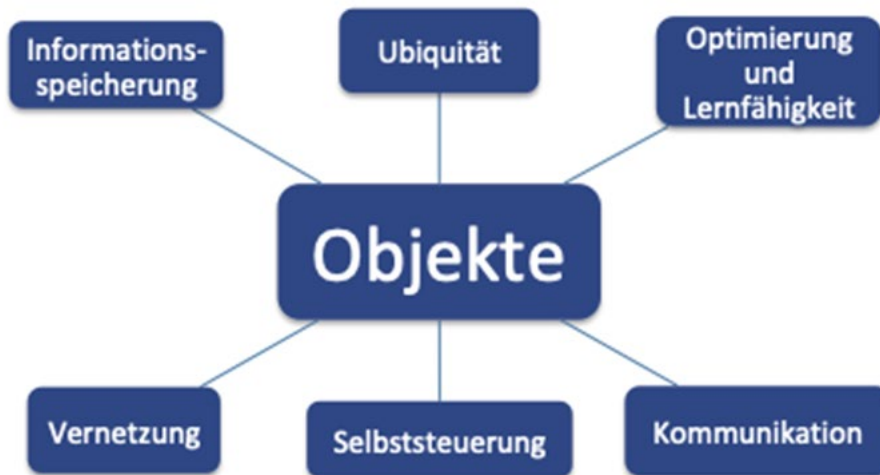 Informations-
speicherung
Ubiquität
Optimierung
und
Lernfähigkeit
Objekte
Vernetzung
Selbststeuerung
Kommunikation